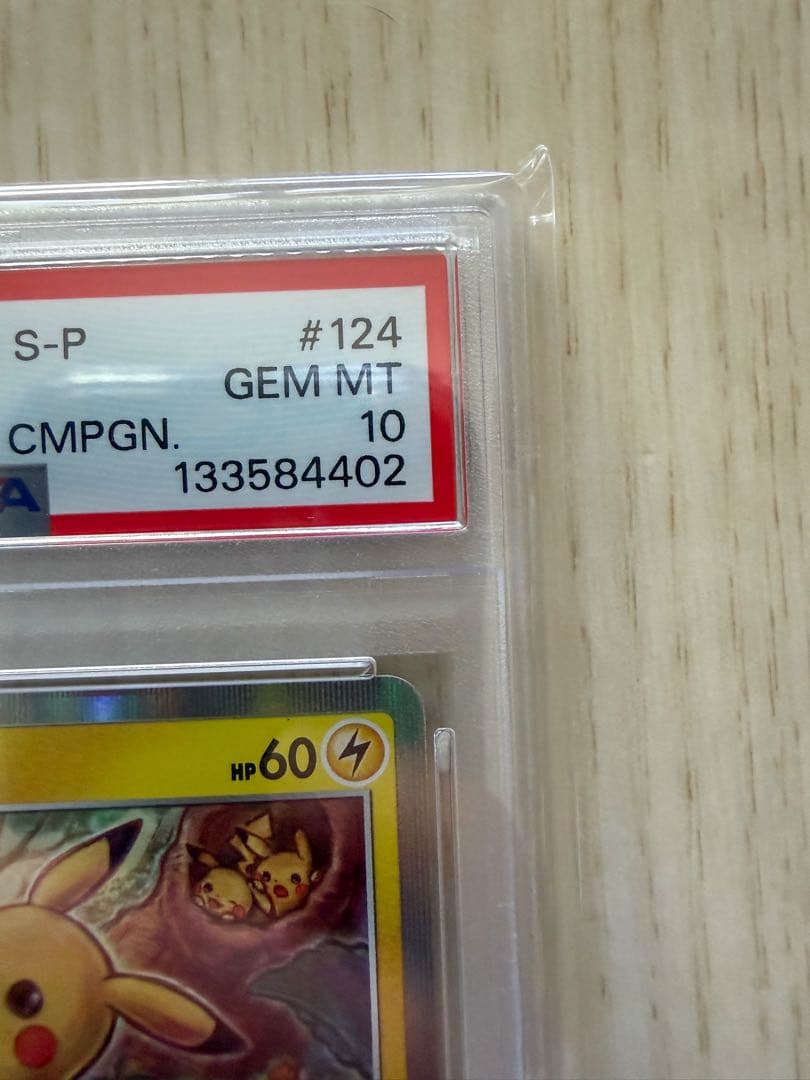 S-P #124
GEM MT
CMPGN. 10
133584402
A
HP60